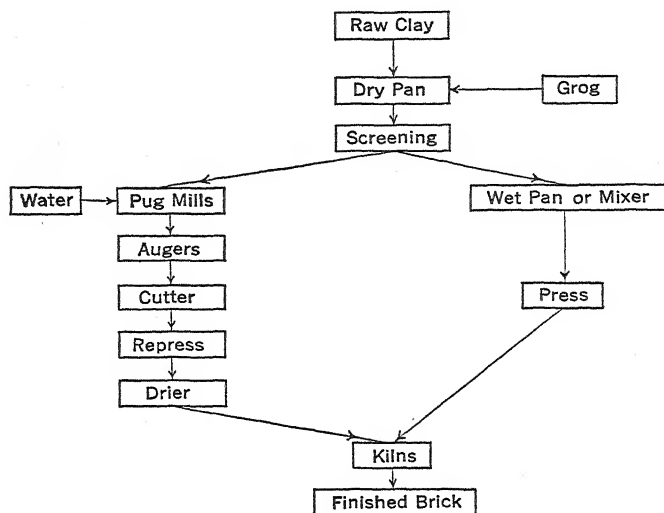 Raw Clay
Dry Pan
Grog
Screening
Water
Pug Mills
Wet Pan or Mixer
Augers
Cutter
Press
Repress
Drier
Kilns
Finished Brick